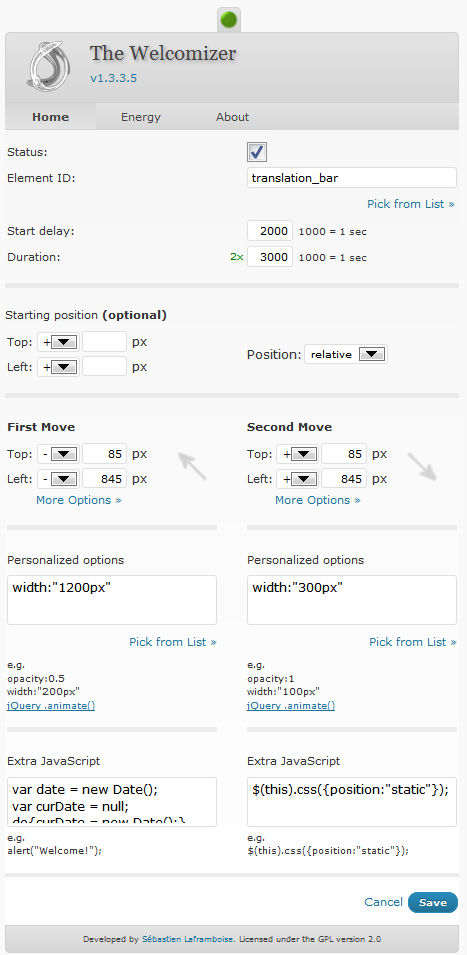 The Welcomizer
v1.3.3.5
Home Energy About
Status:
Element ID: translation_bar
Pick from List »
Start delay: 2000 1000 = 1 sec
Duration: 2x 3000 1000 = 1 sec
Starting position (optional)
Top: + px
Left: + px
Position: relative
First Move
Top: - 85 px
Left: - 845 px
More Options »
Second Move
Top: + 85 px
Left: + 845 px
More Options »
Personalized options
width:"1200px"
Pick from List »
e.g.
opacity:0.5
width:"200px"
jQuery .animate()
Personalized options
width:"300px"
Pick from List »
e.g.
opacity:1
width:"100px"
jQuery .animate()
Extra JavaScript
var date = new Date();
var curDate = null;
do{curDate = new Date();}
e.g.
alert("Welcome!");
Extra JavaScript
$(this).css({position:"static"});
e.g.
$(this).css({position:"static"});
Cancel Save
Developed by Sébastien Laframboise. Licensed under the GPL version 2.0